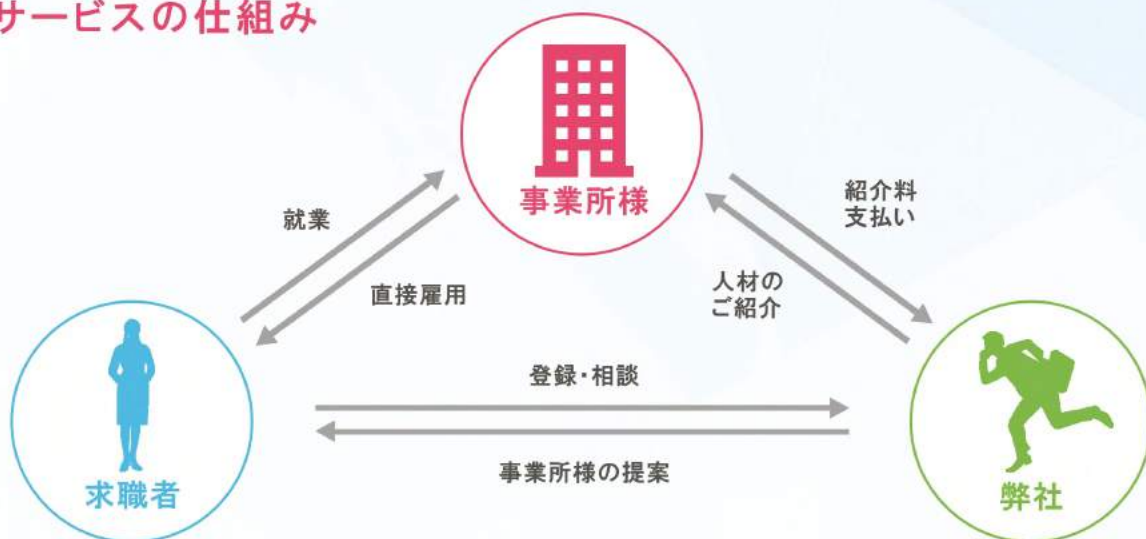 サービスの仕組み
事業所様
就業
紹介料
支払い
直接雇用
人材の
ご紹介
登録・相談
事業所様の提案
求職者
弊社